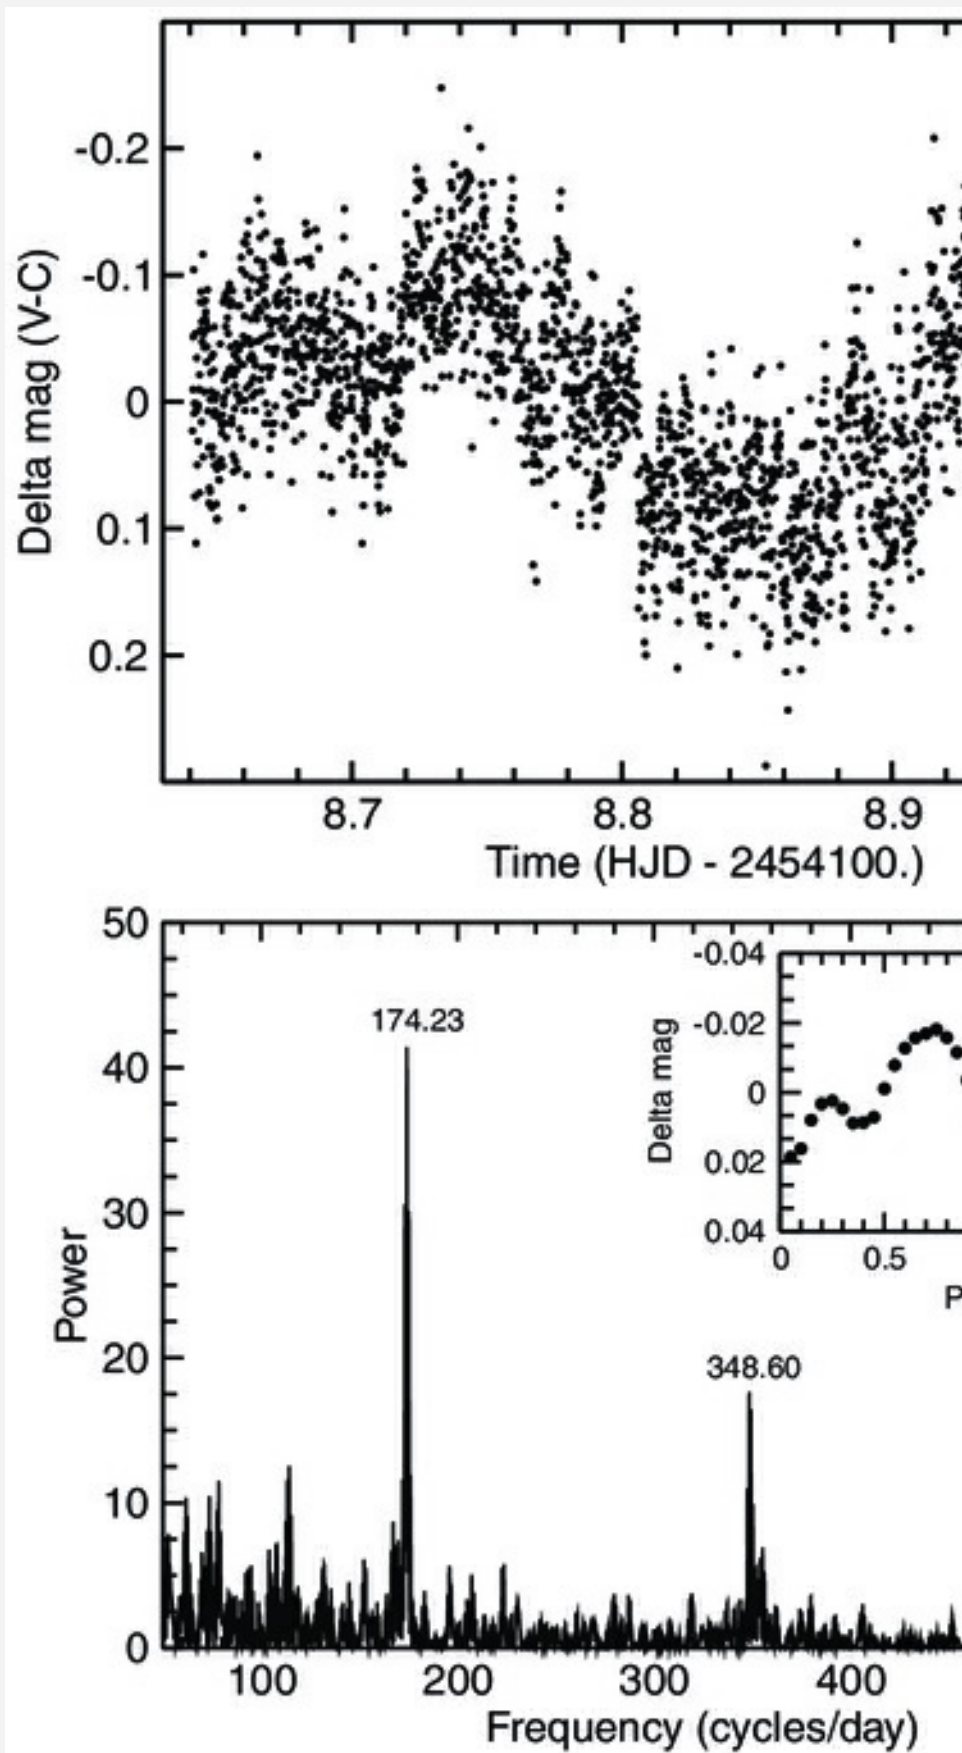 -0.2
-0.1
0
0.1
0.2
Delta mag (V-C)
8.7 8.8 8.9
Time (HJD - 2454100.)
50
40
30
20
10
0
Power
174.23
348.60
-0.04
-0.02
0
0.02
0.04
Delta mag
0 0.5
P
100 200 300 400
Frequency (cycles/day)